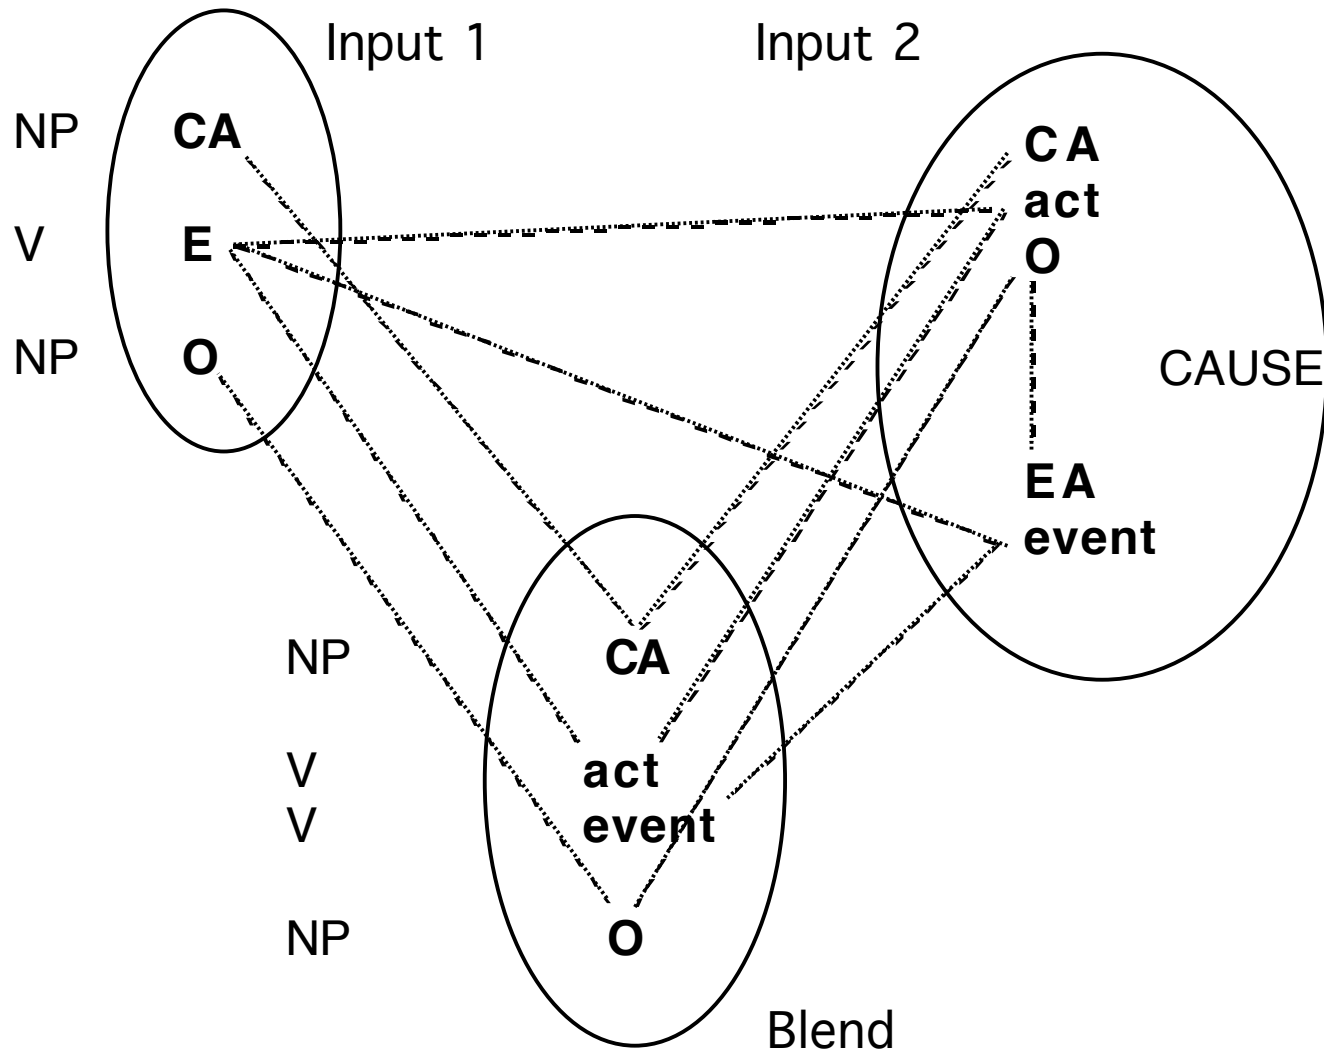 Input 1
Input 2
NP CA
V E
NP O
CA
act
O
CAUSE
EA
event
NP CA
V act
V event
NP O
Blend